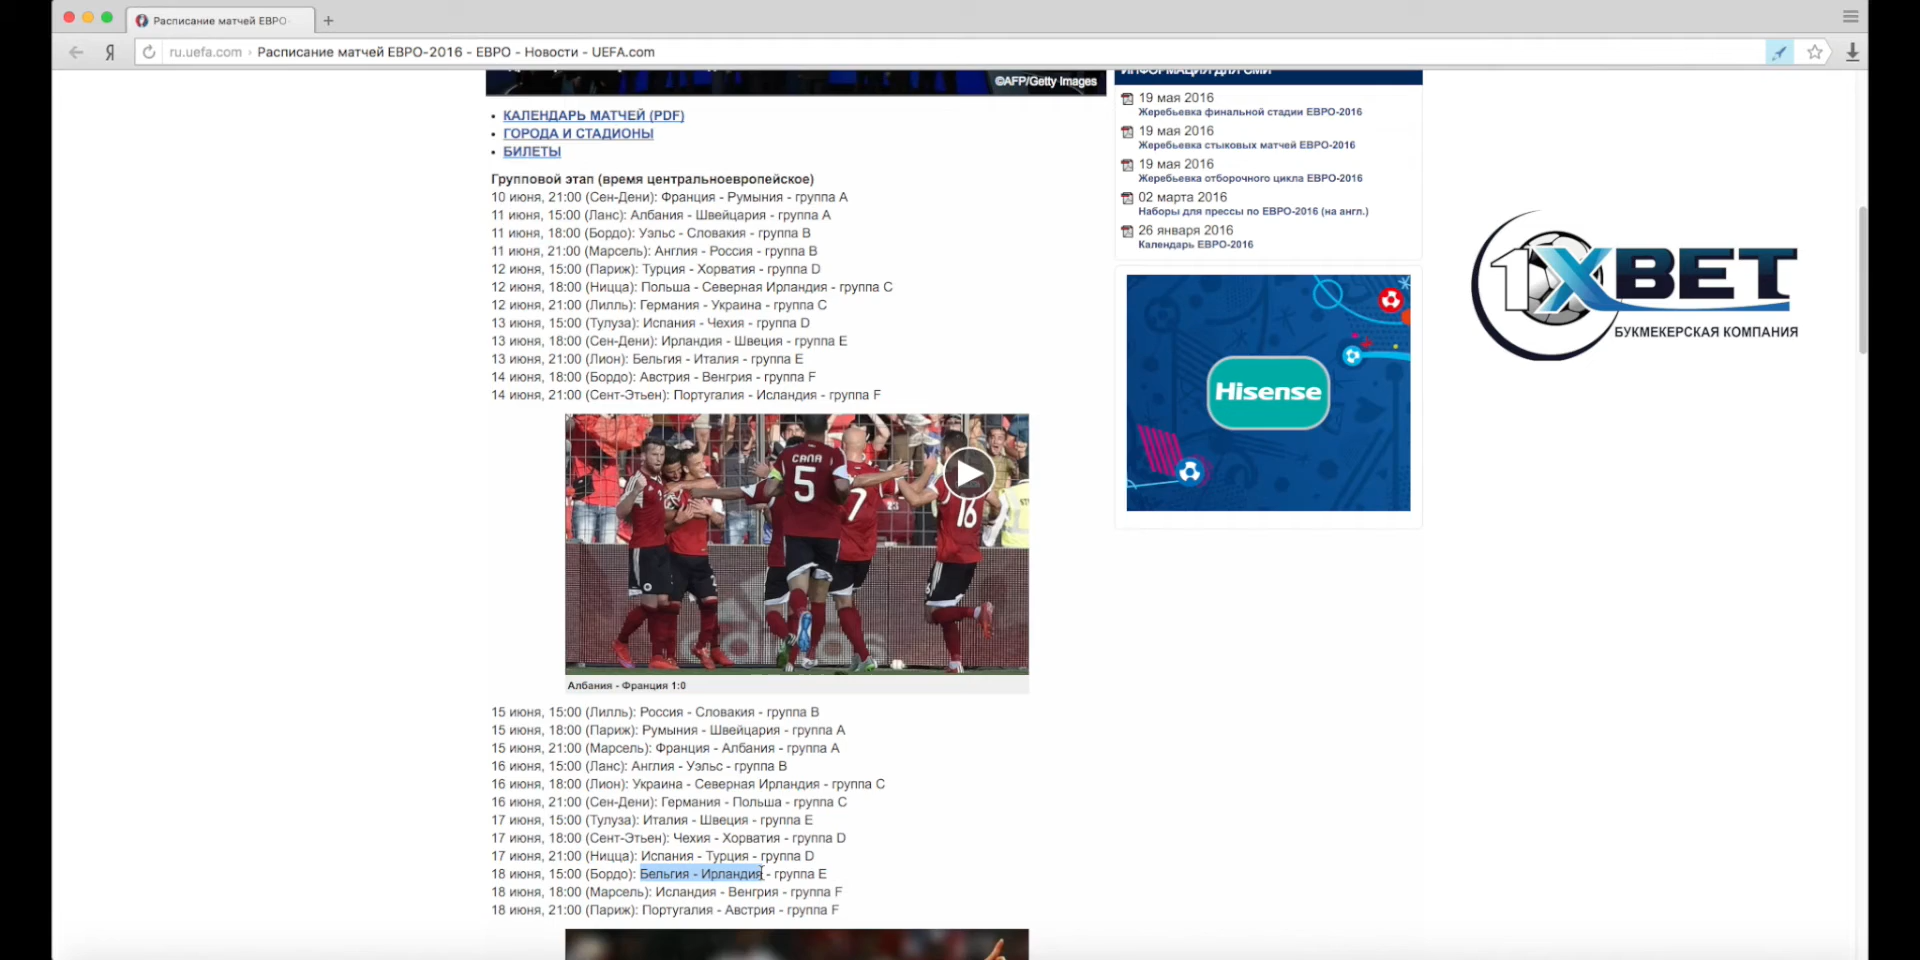 Расписание матчей ЕВРО
Я
ru.uefa.com › Расписание матчей ЕВРО-2016 - ЕВРО - Новости - UEFA.com
©AFP/Getty Images
КАЛЕНДАРЬ МАТЧЕЙ (PDF)
ГОРОДА И СТАДИОНЫ
БИЛЕТЫ
Групповой этап (время центральноевропейское)
10 июня, 21:00 (Сен-Дени): Франция - Румыния - группа A
11 июня, 15:00 (Ланс): Албания - Швейцария - группа A
11 июня, 18:00 (Бордо): Уэльс - Словакия - группа B
11 июня, 21:00 (Марсель): Англия - Россия - группа B
12 июня, 15:00 (Париж): Турция - Хорватия - группа D
12 июня, 18:00 (Ницца): Польша - Северная Ирландия - группа C
12 июня, 21:00 (Лилль): Германия - Украина - группа C
13 июня, 15:00 (Тулуза): Испания - Чехия - группа D
13 июня, 18:00 (Сен-Дени): Ирландия - Швеция - группа E
13 июня, 21:00 (Лион): Бельгия - Италия - группа E
14 июня, 18:00 (Бордо): Австрия - Венгрия - группа F
14 июня, 21:00 (Сент-Этьен): Португалия - Исландия - группа F
CANA
5
7
16
adidas
Албания - Франция 1:0
15 июня, 15:00 (Лилль): Россия - Словакия - группа B
15 июня, 18:00 (Париж): Румыния - Швейцария - группа A
15 июня, 21:00 (Марсель): Франция - Албания - группа A
16 июня, 15:00 (Ланс): Англия - Уэльс - группа B
16 июня, 18:00 (Лион): Украина - Северная Ирландия - группа C
16 июня, 21:00 (Сен-Дени): Германия - Польша - группа C
17 июня, 15:00 (Тулуза): Италия - Швеция - группа E
17 июня, 18:00 (Сент-Этьен): Чехия - Хорватия - группа D
17 июня, 21:00 (Ницца): Испания - Турция - группа D
18 июня, 15:00 (Бордо): Бельгия - Ирландия - группа E
18 июня, 18:00 (Марсель): Исландия - Венгрия - группа F
18 июня, 21:00 (Париж): Португалия - Австрия - группа F
ИНФОРМАЦИЯ ДЛЯ СМИ
19 мая 2016
Жеребьевка финальной стадии ЕВРО-2016
19 мая 2016
Жеребьевка стыковых матчей ЕВРО-2016
19 мая 2016
Жеребьевка отборочного цикла ЕВРО-2016
02 марта 2016
Наборы для прессы по ЕВРО-2016 (на англ.)
26 января 2016
Календарь ЕВРО-2016
Hisense
1XBET
БУКМЕКЕРСКАЯ КОМПАНИЯ